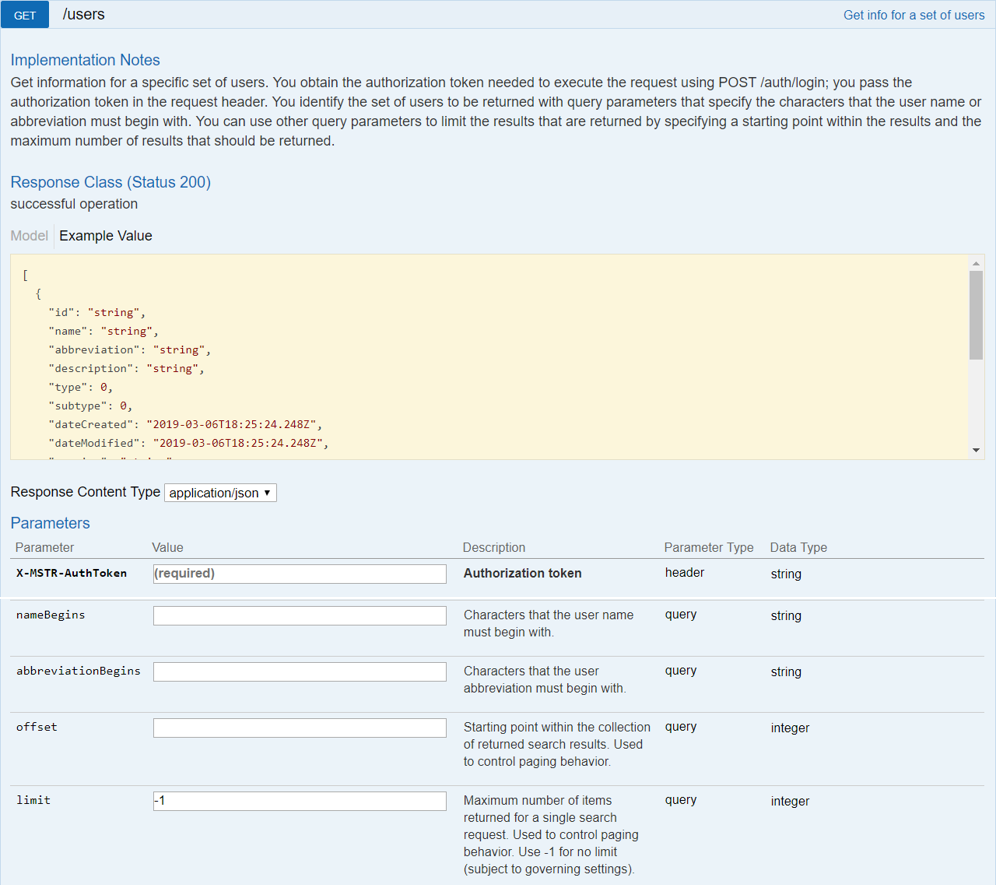 GET /users Get info for a set of users
Implementation Notes
Get information for a specific set of users. You obtain the authorization token needed to execute the request using POST /auth/login; you pass the
authorization token in the request header. You identify the set of users to be returned with query parameters that specify the characters that the user name or
abbreviation must begin with. You can use other query parameters to limit the results that are returned by specifying a starting point within the results and the
maximum number of results that should be returned.
Response Class (Status 200)
successful operation
Model Example Value
[
{
"id": "string",
"name": "string",
"abbreviation": "string",
"description": "string",
"type": 0,
"subtype": 0,
"dateCreated": "2019-03-06T18:25:24.248Z",
"dateModified": "2019-03-06T18:25:24.248Z",
Response Content Type application/json
Parameters
Parameter Value Description Parameter Type Data Type
X-MSTR-AuthToken (required) Authorization token header string
nameBegins Characters that the user name query string
must begin with.
abbreviationBegins Characters that the user query string
abbreviation must begin with.
offset Starting point within the collection query integer
of returned search results. Used
to control paging behavior.
limit -1 Maximum number of items query integer
returned for a single search
request. Used to control paging
behavior. Use -1 for no limit
(subject to governing settings).